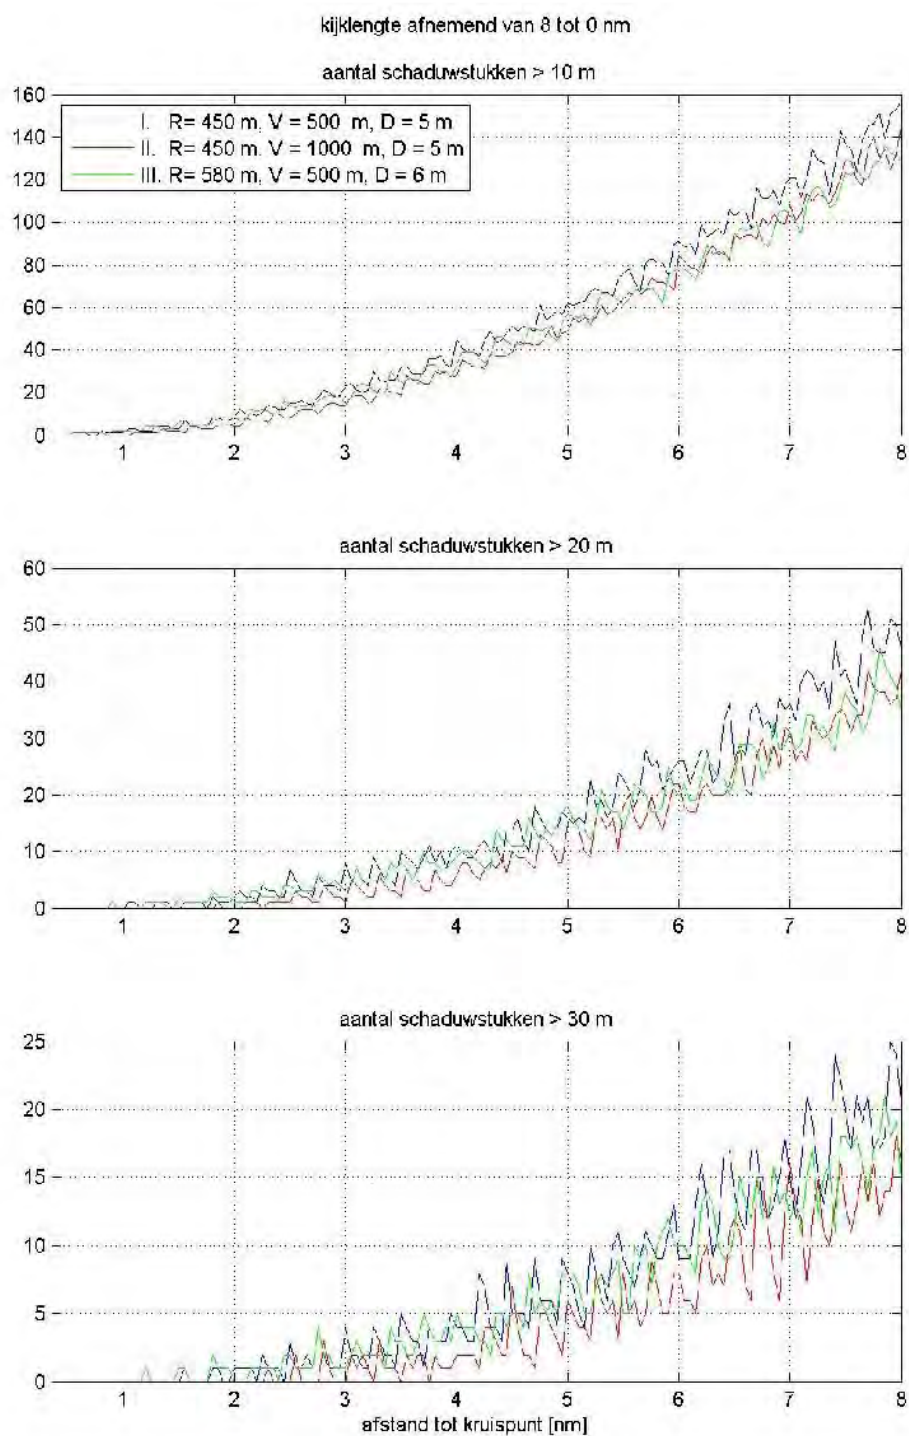 kijklengte afnemend van 8 tot 0 nm
aantal schaduwstukken > 10 m
160
140
120
100
80
60
40
20
0
I. R= 450 m, V = 500 m, D = 5 m
II. R= 450 m. V = 1000 m, D = 5 m
III. R= 580 m, V = 500 m, D = 6 m
1 2 3 4 5 6 7 8
aantal schaduwstukken > 20 m
60
50
40
30
20
10
0
1 2 3 4 5 6 7 8
aantal schaduwstukken > 30 m
25
20
15
10
5
0
1 2 3 4 5 6 7 8
afstand tot kruispunt [nm]